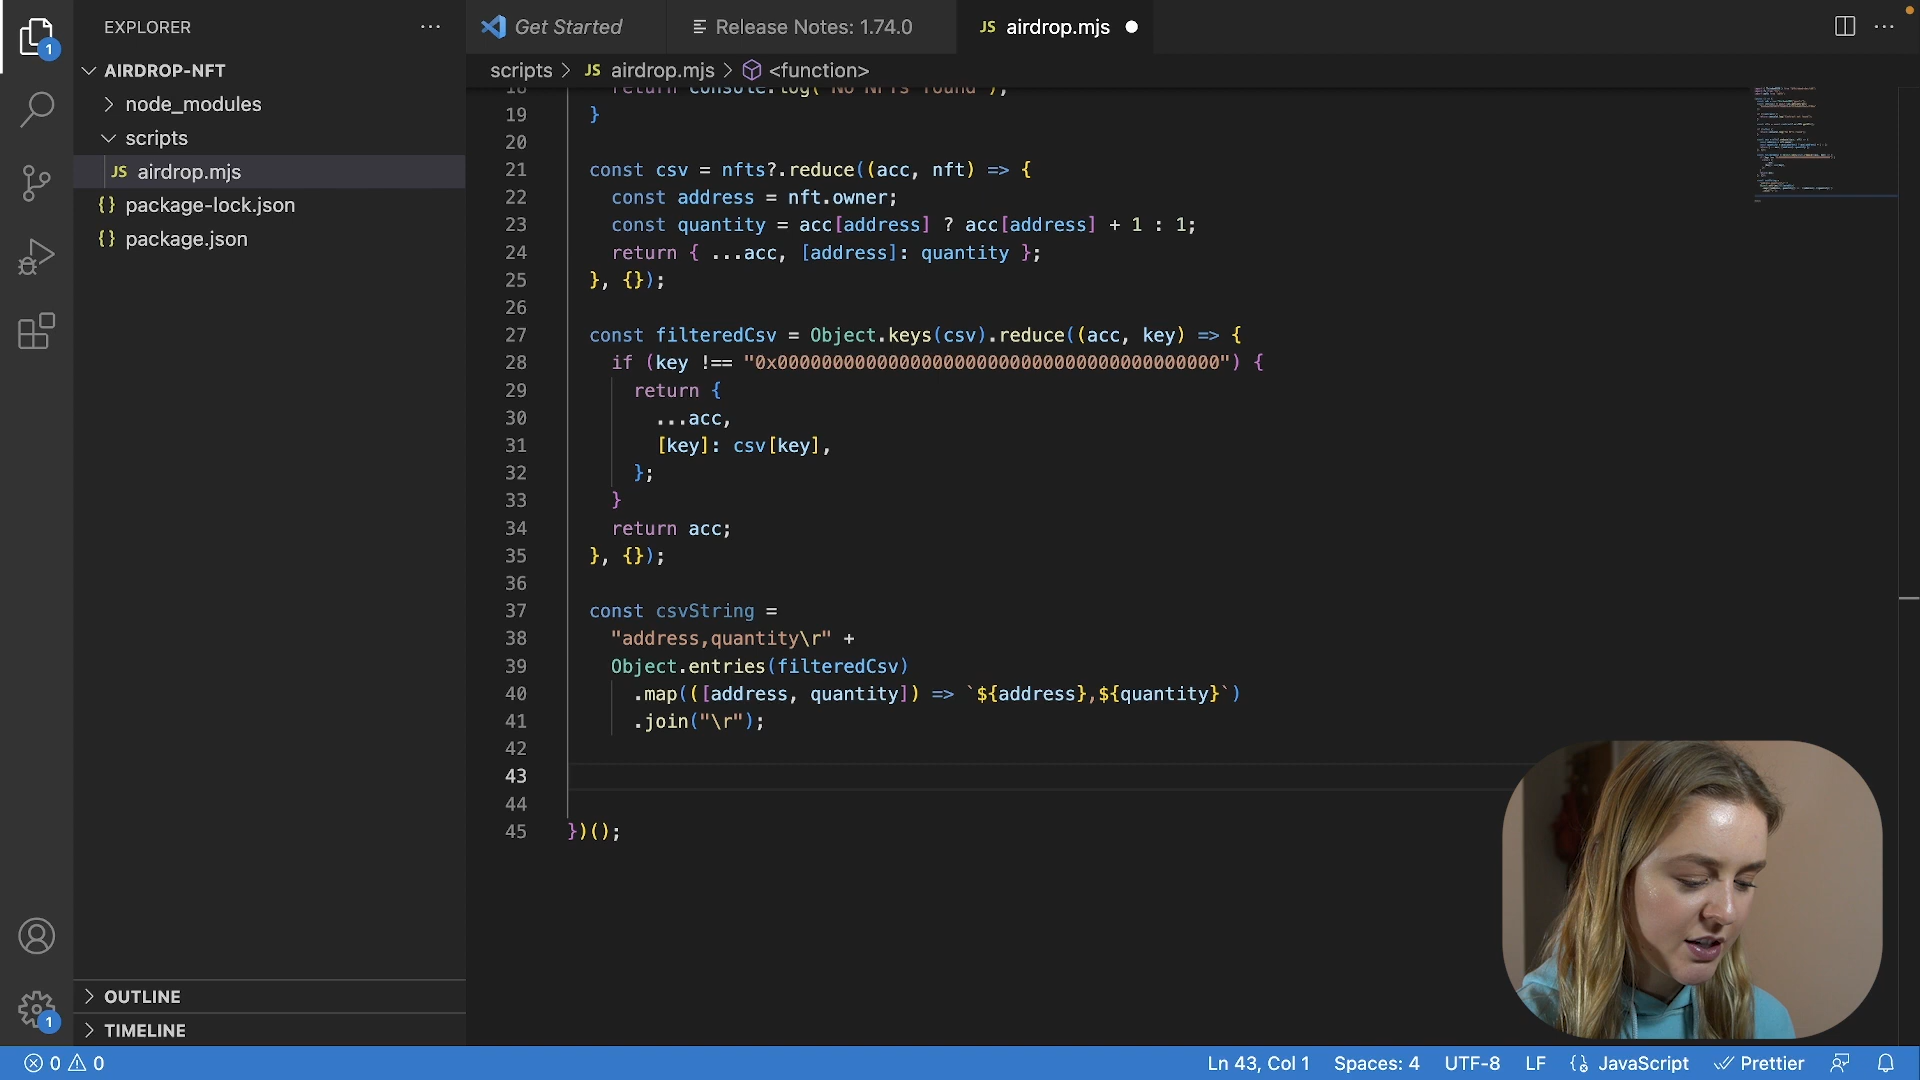 EXPLORER
Get Started
Release Notes: 1.74.0
JS airdrop.mjs
AIRDROP-NFT
node_modules
scripts
JS airdrop.mjs
{} package-lock.json
{} package.json
OUTLINE
TIMELINE
1
1
scripts > JS airdrop.mjs > <function>
18 return console.log("No NFTs found");
19 }
20
21 const csv = nfts?.reduce((acc, nft) => {
22 const address = nft.owner;
23 const quantity = acc[address] ? acc[address] + 1 : 1;
24 return { ...acc, [address]: quantity };
25 }, {});
26
27 const filteredCsv = Object.keys(csv).reduce((acc, key) => {
28 if (key !== "0x0000000000000000000000000000000000000000") {
29 return {
30 ...acc,
31 [key]: csv[key],
32 };
33 }
34 return acc;
35 }, {});
36
37 const csvString =
38 "address,quantity\r" +
39 Object.entries(filteredCsv)
40 .map(([address, quantity]) => `${address},${quantity}`)
41 .join("\r");
42
43
44
45 })();
0 0
Ln 43, Col 1
Spaces: 4
UTF-8
LF
JavaScript
Prettier